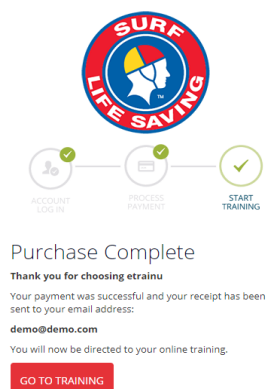 SURF
LIFE SAVING
TM
ACCOUNT
LOG IN
PROCESS
PAYMENT
START
TRAINING
Purchase Complete
Thank you for choosing etrainu
Your payment was successful and your receipt has been
sent to your email address:
demo@demo.com
You will now be directed to your online training.
GO TO TRAINING